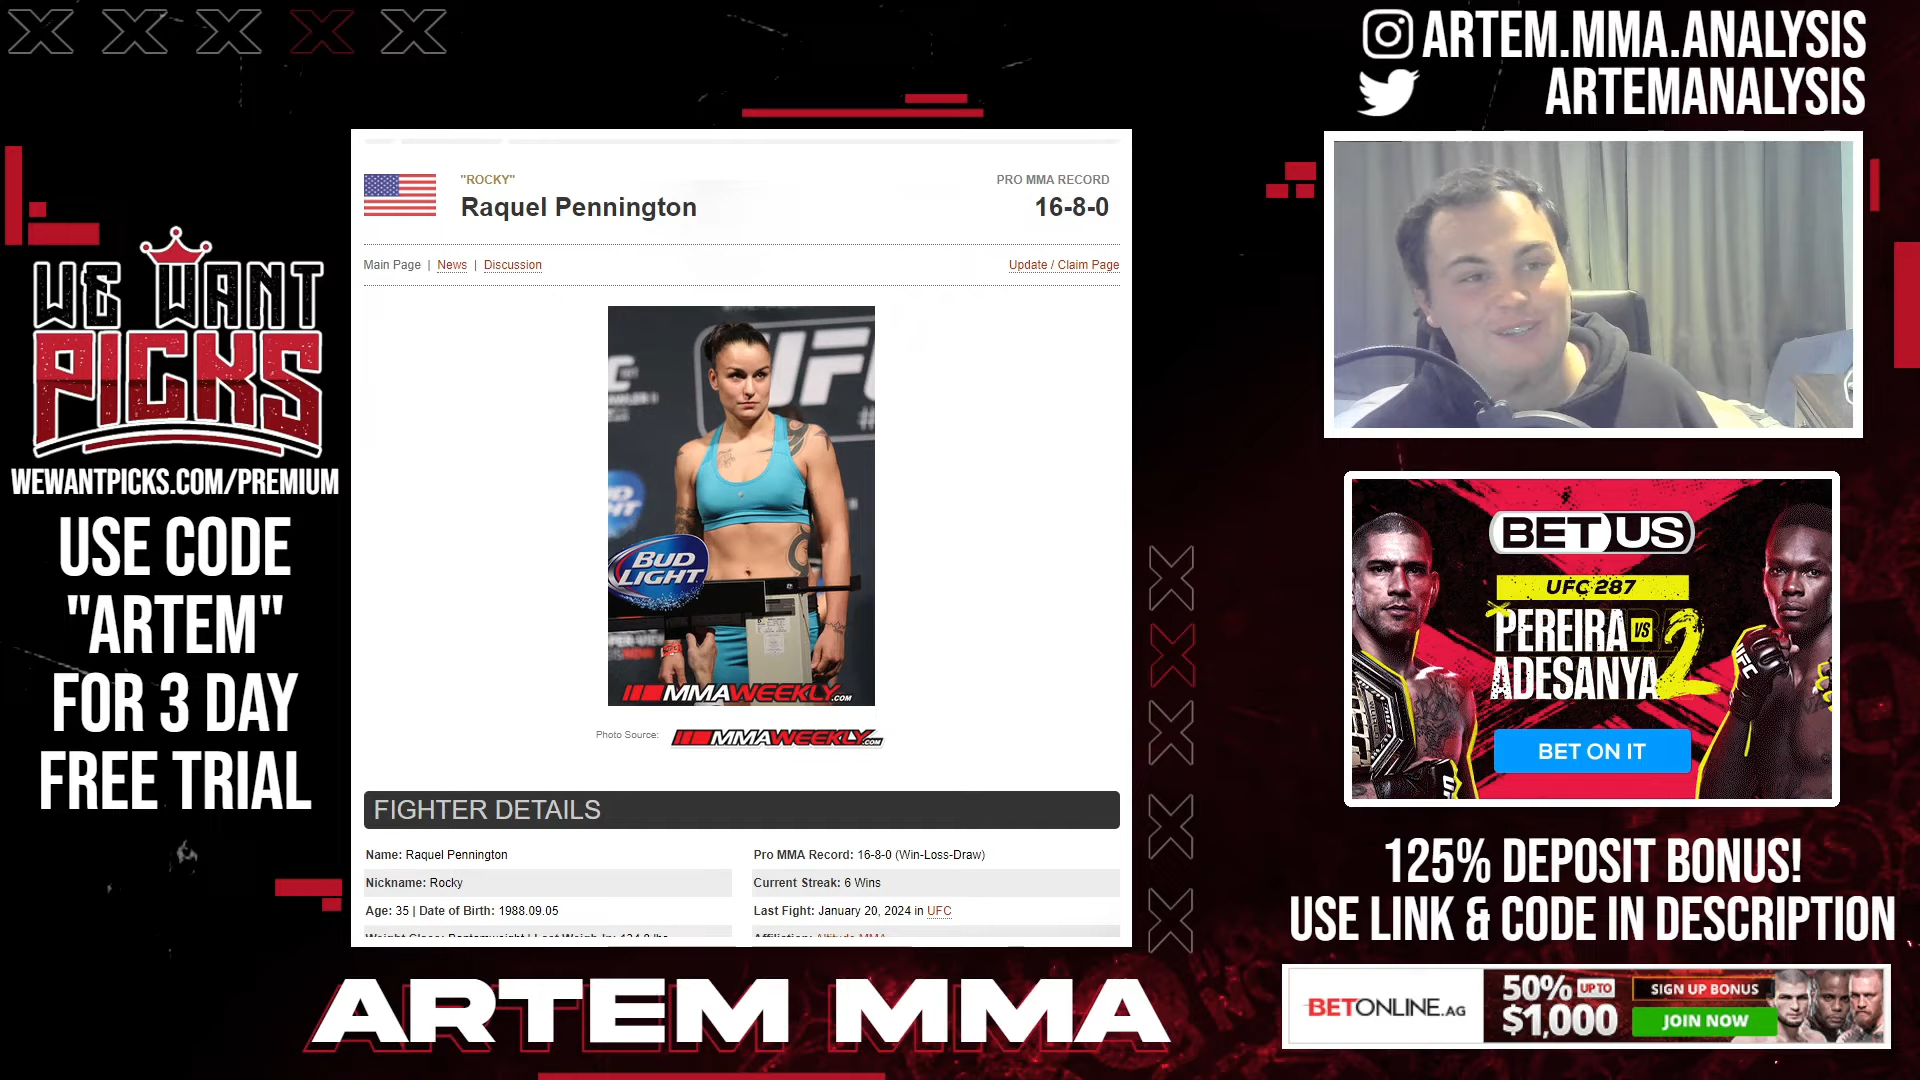 ARTEM.MMA.ANALYSIS
ARTEMANALYSIS
WE WANT
PICKS
WEWANTPICKS.COM/PREMIUM
USE CODE
"ARTEM"
FOR 3 DAY
FREE TRIAL
"ROCKY"
Raquel Pennington
PRO MMA RECORD
16-8-0
Main Page | News | Discussion
Update / Claim Page
UFC
BUD
LIGHT
MMAWEEKLY.COM
Photo Source: MMAWEEKLY.COM
FIGHTER DETAILS
Name: Raquel Pennington
Nickname: Rocky
Age: 35 | Date of Birth: 1988.09.05
Pro MMA Record: 16-8-0 (Win-Loss-Draw)
Current Streak: 6 Wins
Last Fight: January 20, 2024 in UFC
ARTEM MMA
BETUS
UFC 287
PEREIRA VS
ADESANYA 2
BET ON IT
125% DEPOSIT BONUS!
USE LINK & CODE IN DESCRIPTION
BETONLINE.AG
50% UP TO
$1,000
SIGN UP BONUS
JOIN NOW